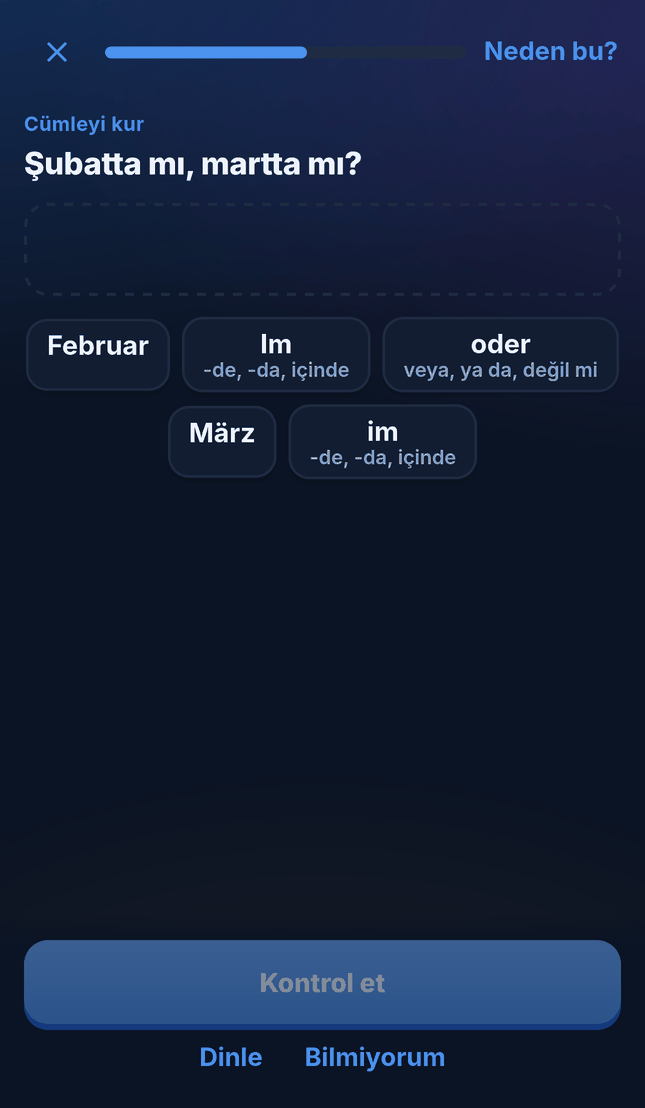 Neden bu?
Cümleyi kur
Şubatta mı, martta mı?
Februar
Im
-de, -da, içinde
oder
veya, ya da, değil mi
März
im
-de, -da, içinde
Kontrol et
Dinle
Bilmiyorum